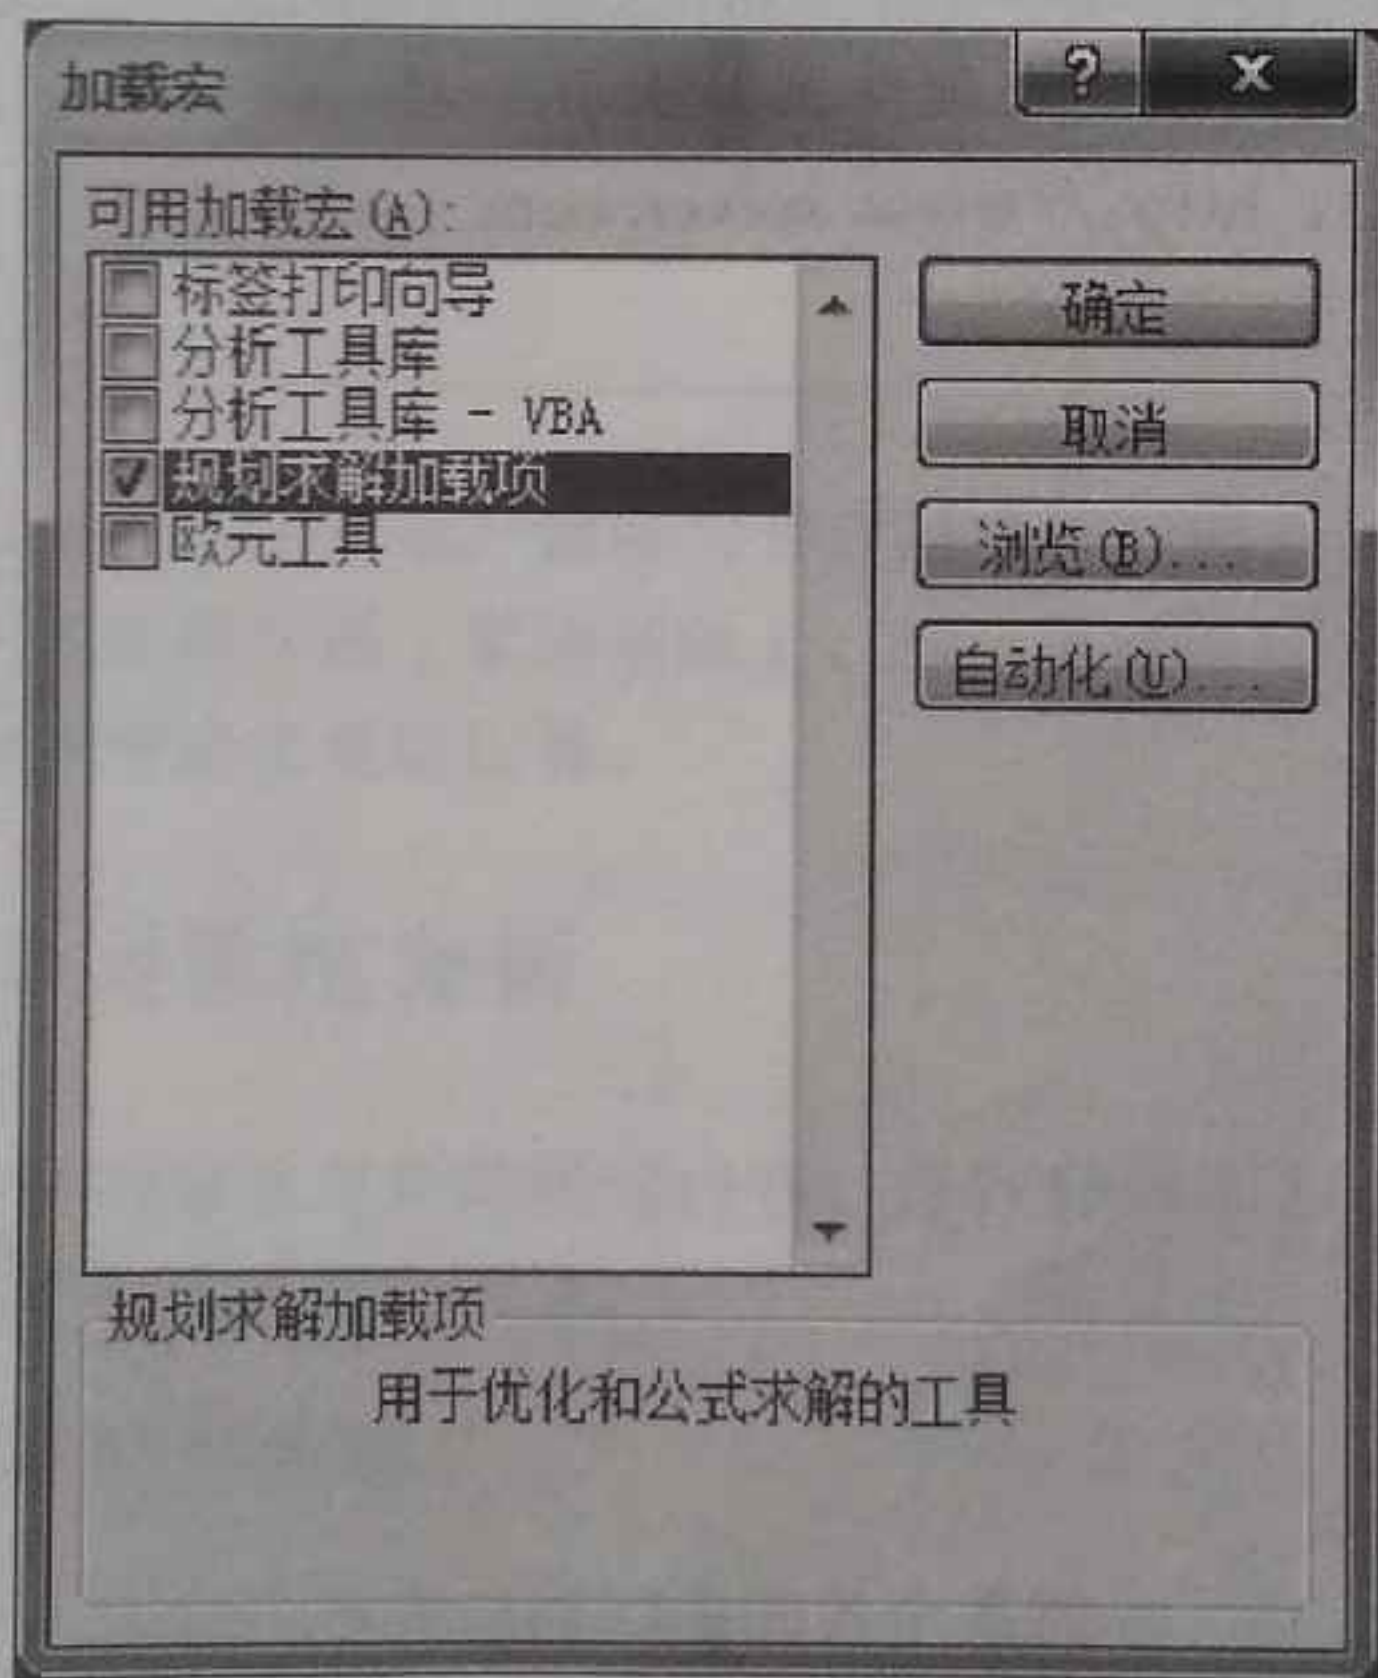 加载宏
?
X
可用加载宏(A):
标签打印向导
分析工具库
分析工具库 - VBA
规划求解加载项
欧元工具
确定
取消
浏览(B)...
自动化(U)...
规划求解加载项
用于优化和公式求解的工具